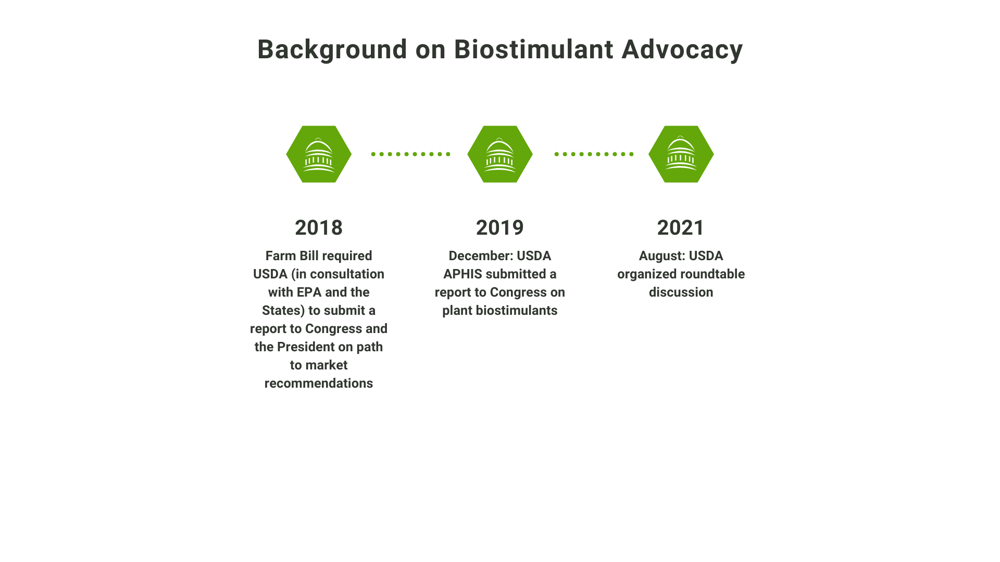 Background on Biostimulant Advocacy
2018
Farm Bill required
USDA (in consultation
with EPA and the
States) to submit a
report to Congress and
the President on path
to market
recommendations
2019
December: USDA
APHIS submitted a
report to Congress on
plant biostimulants
2021
August: USDA
organized roundtable
discussion